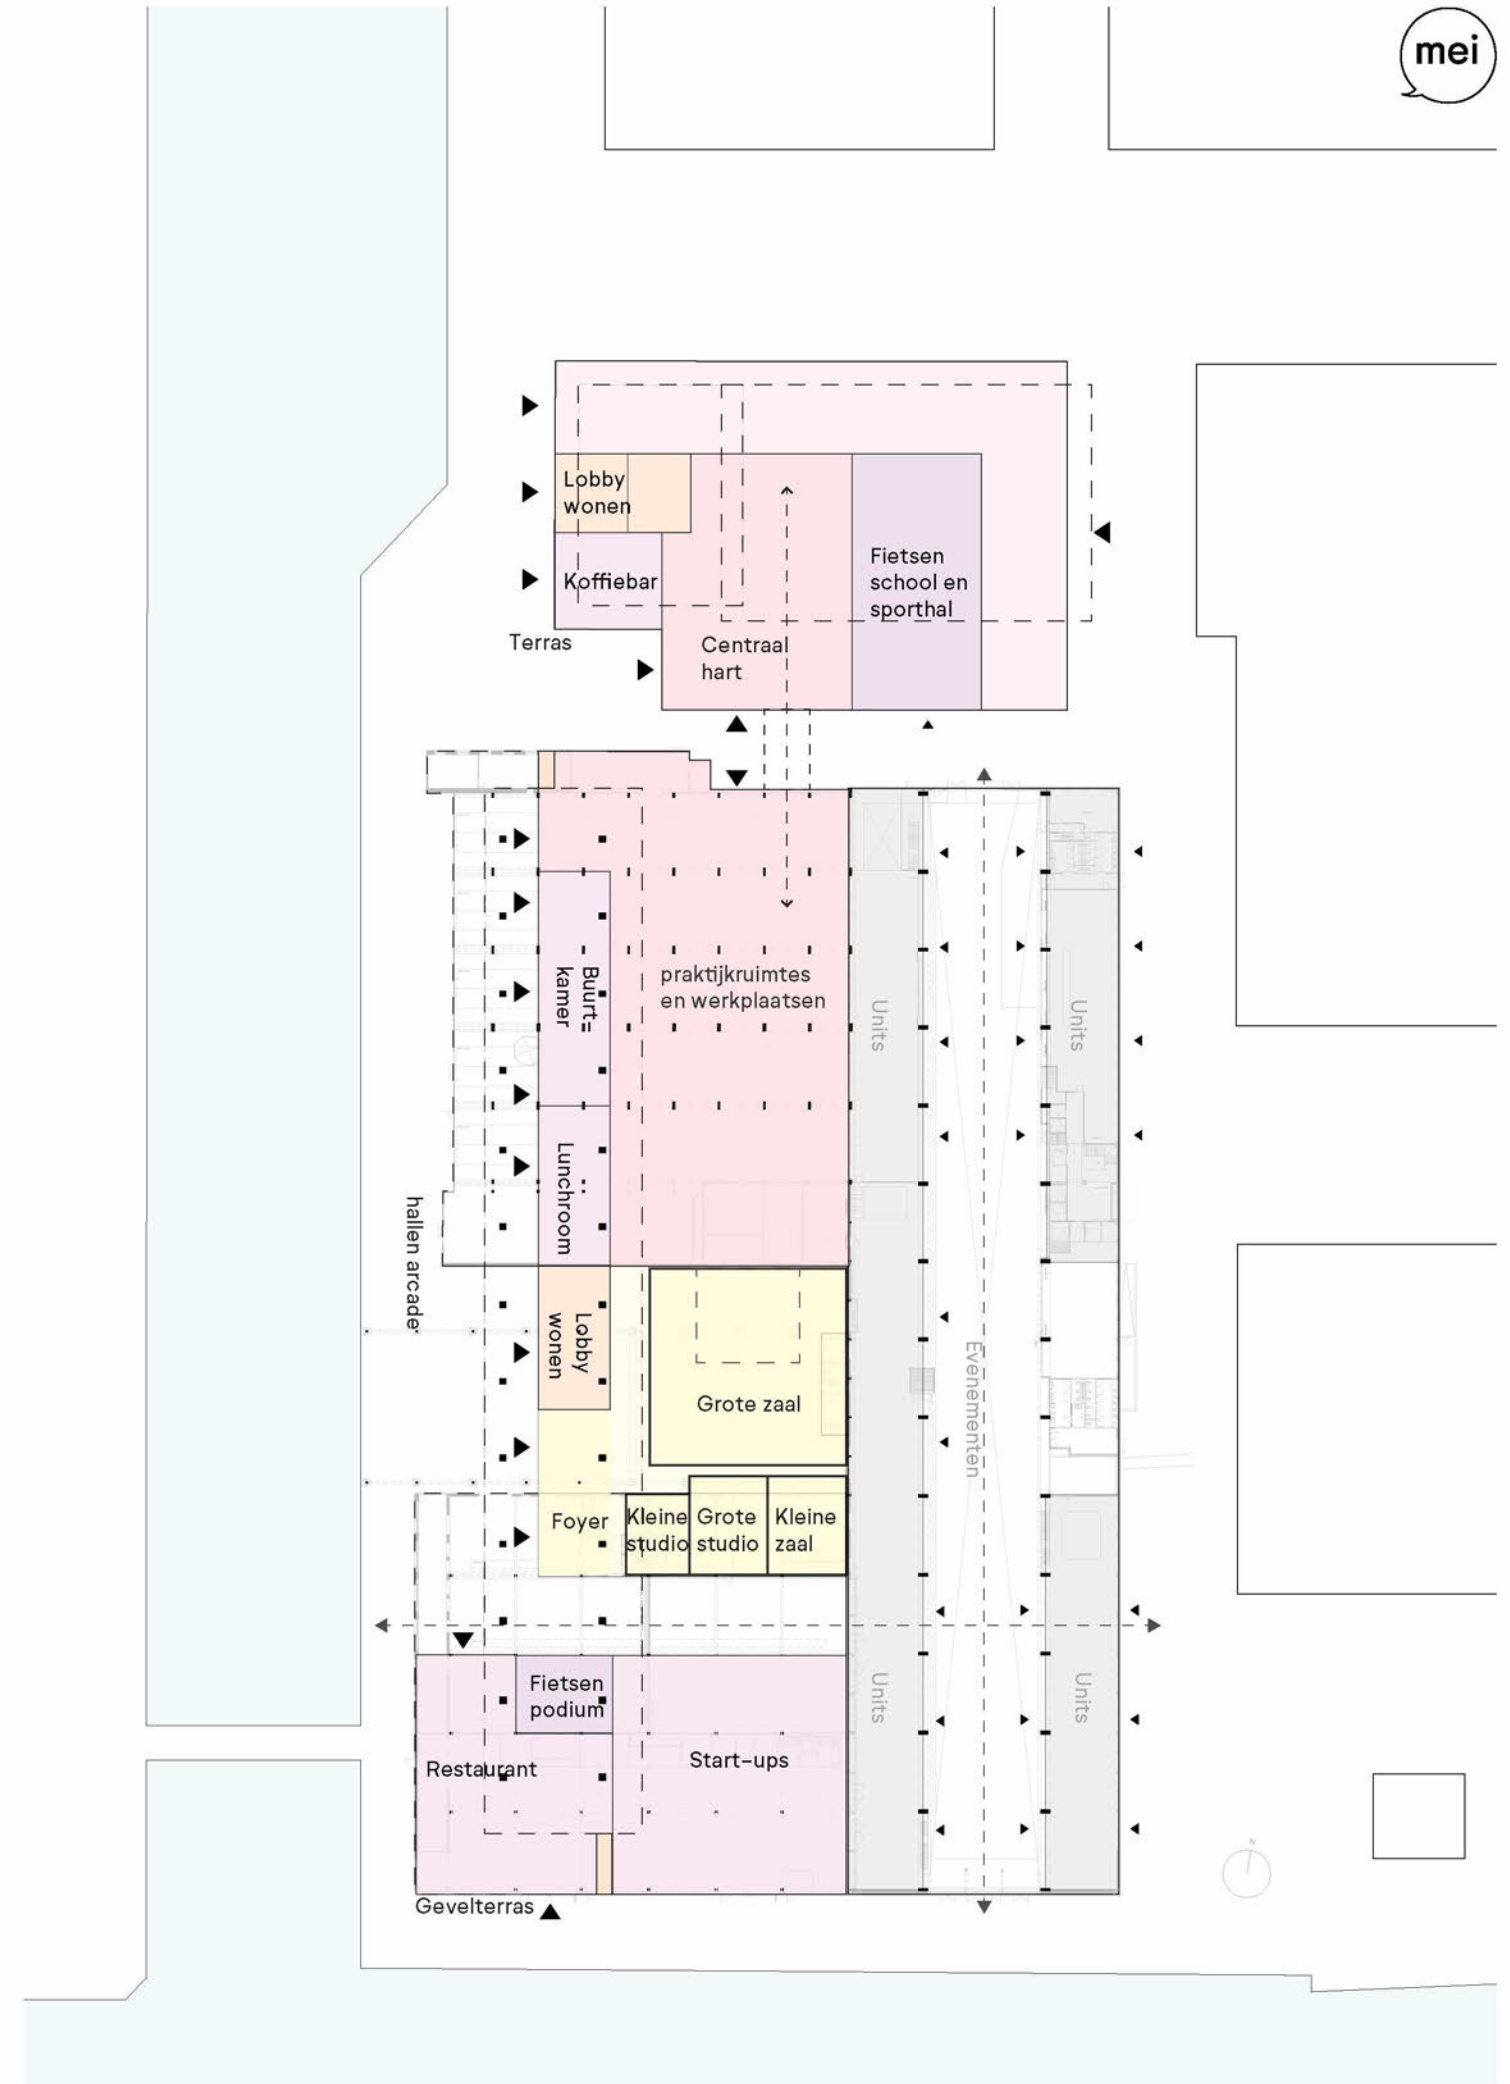 mei
Lobby
wonen
Koffiebar
Fietsen
school en
sporthal
Terras
Centraal
hart
Buurt-
kamer
praktijkruimtes
en werkplaatsen
Units
Units
Lunchroom
hallen arcade
Lobby
wonen
Grote zaal
Evenementen
Foyer
Kleine
studio
Grote
studio
Kleine
zaal
Fietsen
podium
Units
Units
Restaurant
Start-ups
Gevelterras
N